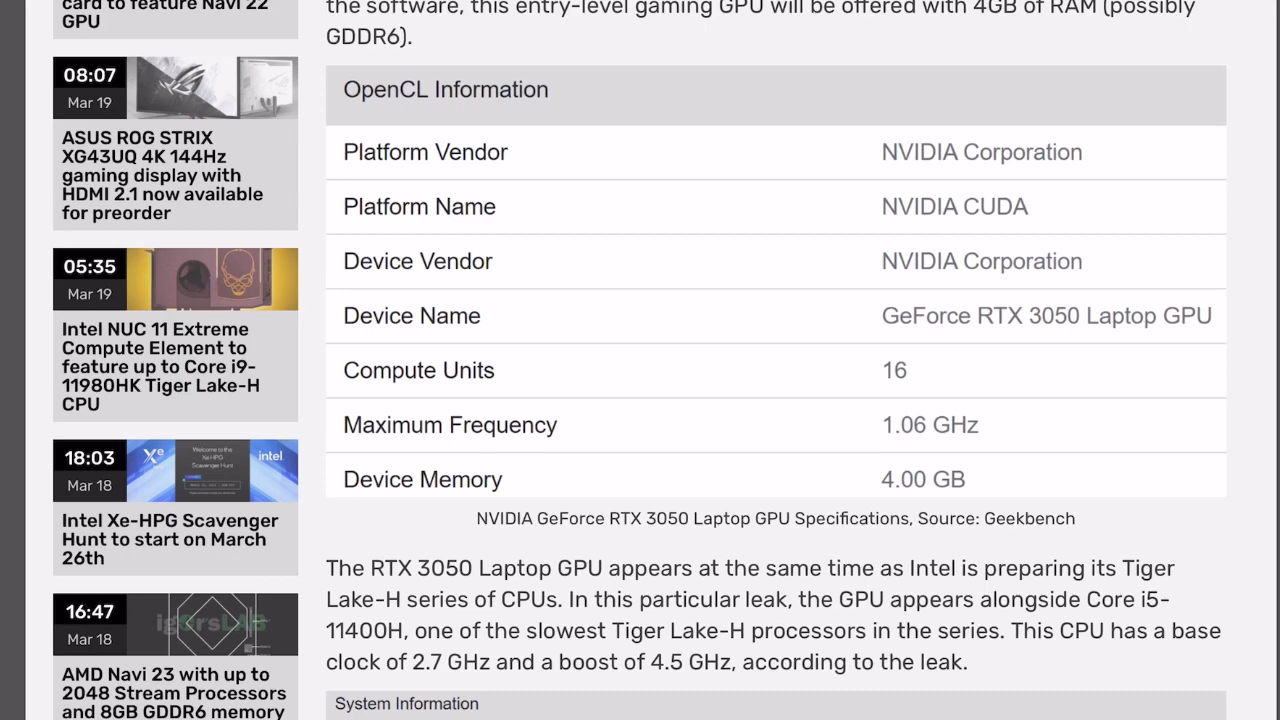 card to feature Navi 22
GPU
08:07
Mar 19
ASUS ROG STRIX
XG43UQ 4K 144Hz
gaming display with
HDMI 2.1 now available
for preorder
05:35
Mar 19
Intel NUC 11 Extreme
Compute Element to
feature up to Core i9-
11980HK Tiger Lake-H
CPU
18:03
Mar 18
Xe
Welcome to the
Xe HPG
Scavenger Hunt
intel
Intel Xe-HPG Scavenger
Hunt to start on March
26th
16:47
Mar 18
igorsLAB
AMD Navi 23 with up to
2048 Stream Processors
and 8GB GDDR6 memory
the software, this entry-level gaming GPU will be offered with 4GB of RAM (possibly
GDDR6).
OpenCL Information
Platform Vendor NVIDIA Corporation
Platform Name NVIDIA CUDA
Device Vendor NVIDIA Corporation
Device Name GeForce RTX 3050 Laptop GPU
Compute Units 16
Maximum Frequency 1.06 GHz
Device Memory 4.00 GB
NVIDIA GeForce RTX 3050 Laptop GPU Specifications, Source: Geekbench
The RTX 3050 Laptop GPU appears at the same time as Intel is preparing its Tiger
Lake-H series of CPUs. In this particular leak, the GPU appears alongside Core i5-
11400H, one of the slowest Tiger Lake-H processors in the series. This CPU has a base
clock of 2.7 GHz and a boost of 4.5 GHz, according to the leak.
System Information